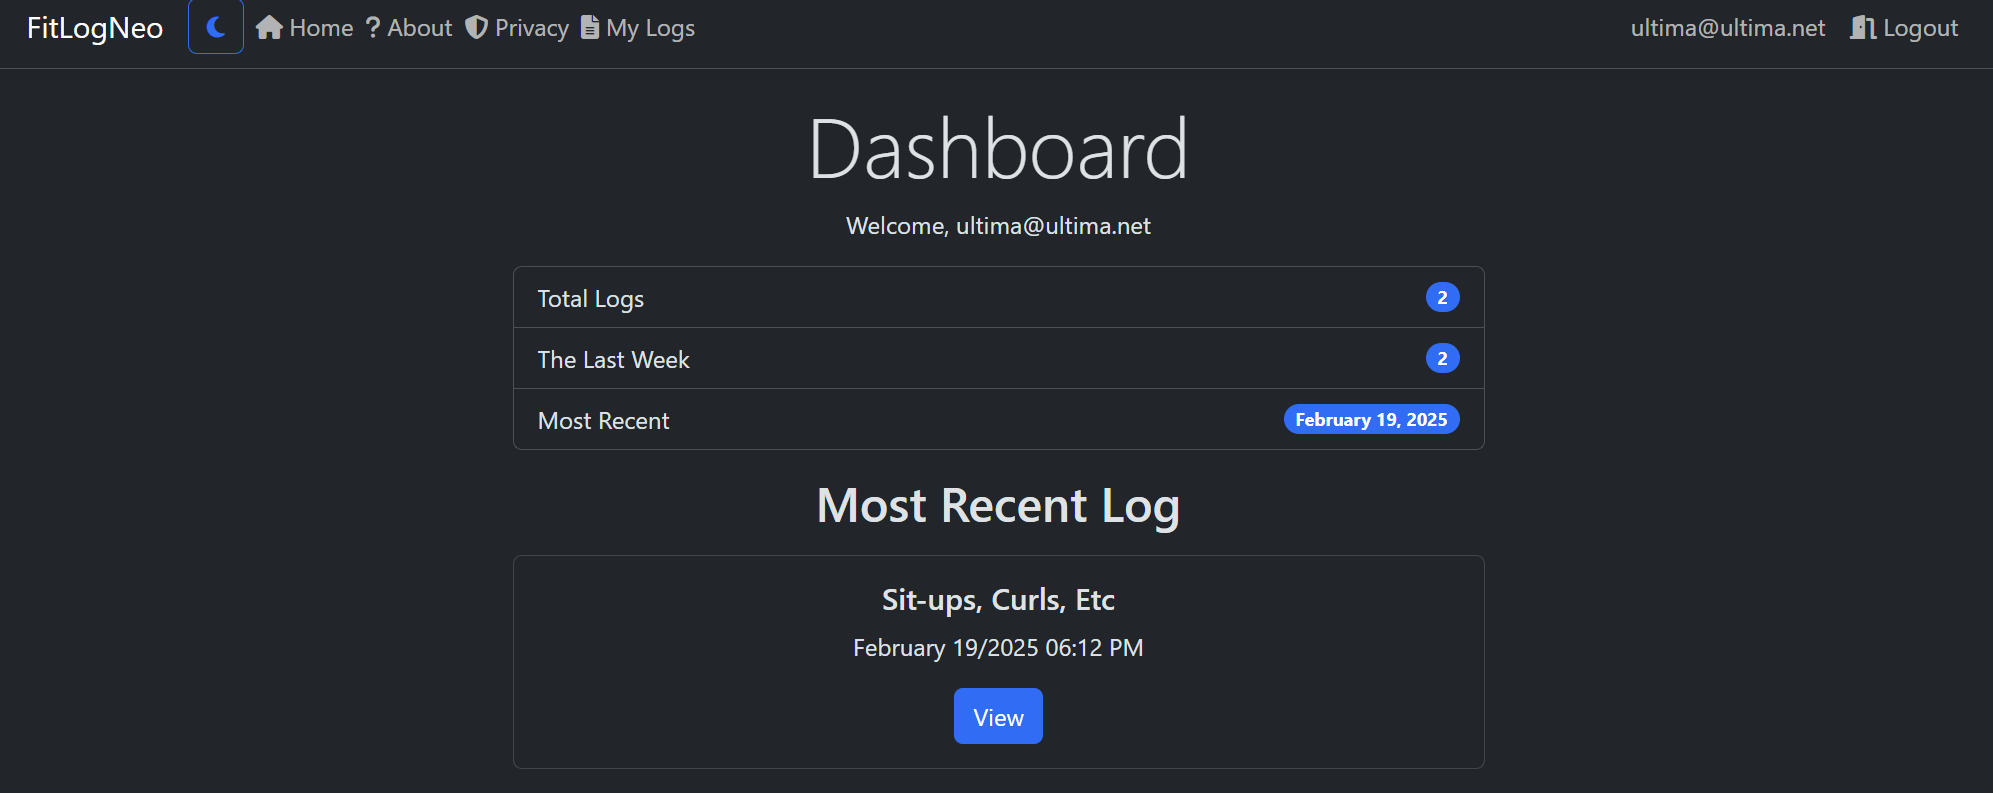 FitLogNeo Home ? About Privacy My Logs ultima@ultima.net Logout
Dashboard
Welcome, ultima@ultima.net
Total Logs 2
The Last Week 2
Most Recent February 19, 2025
Most Recent Log
Sit-ups, Curls, Etc
February 19/2025 06:12 PM
View